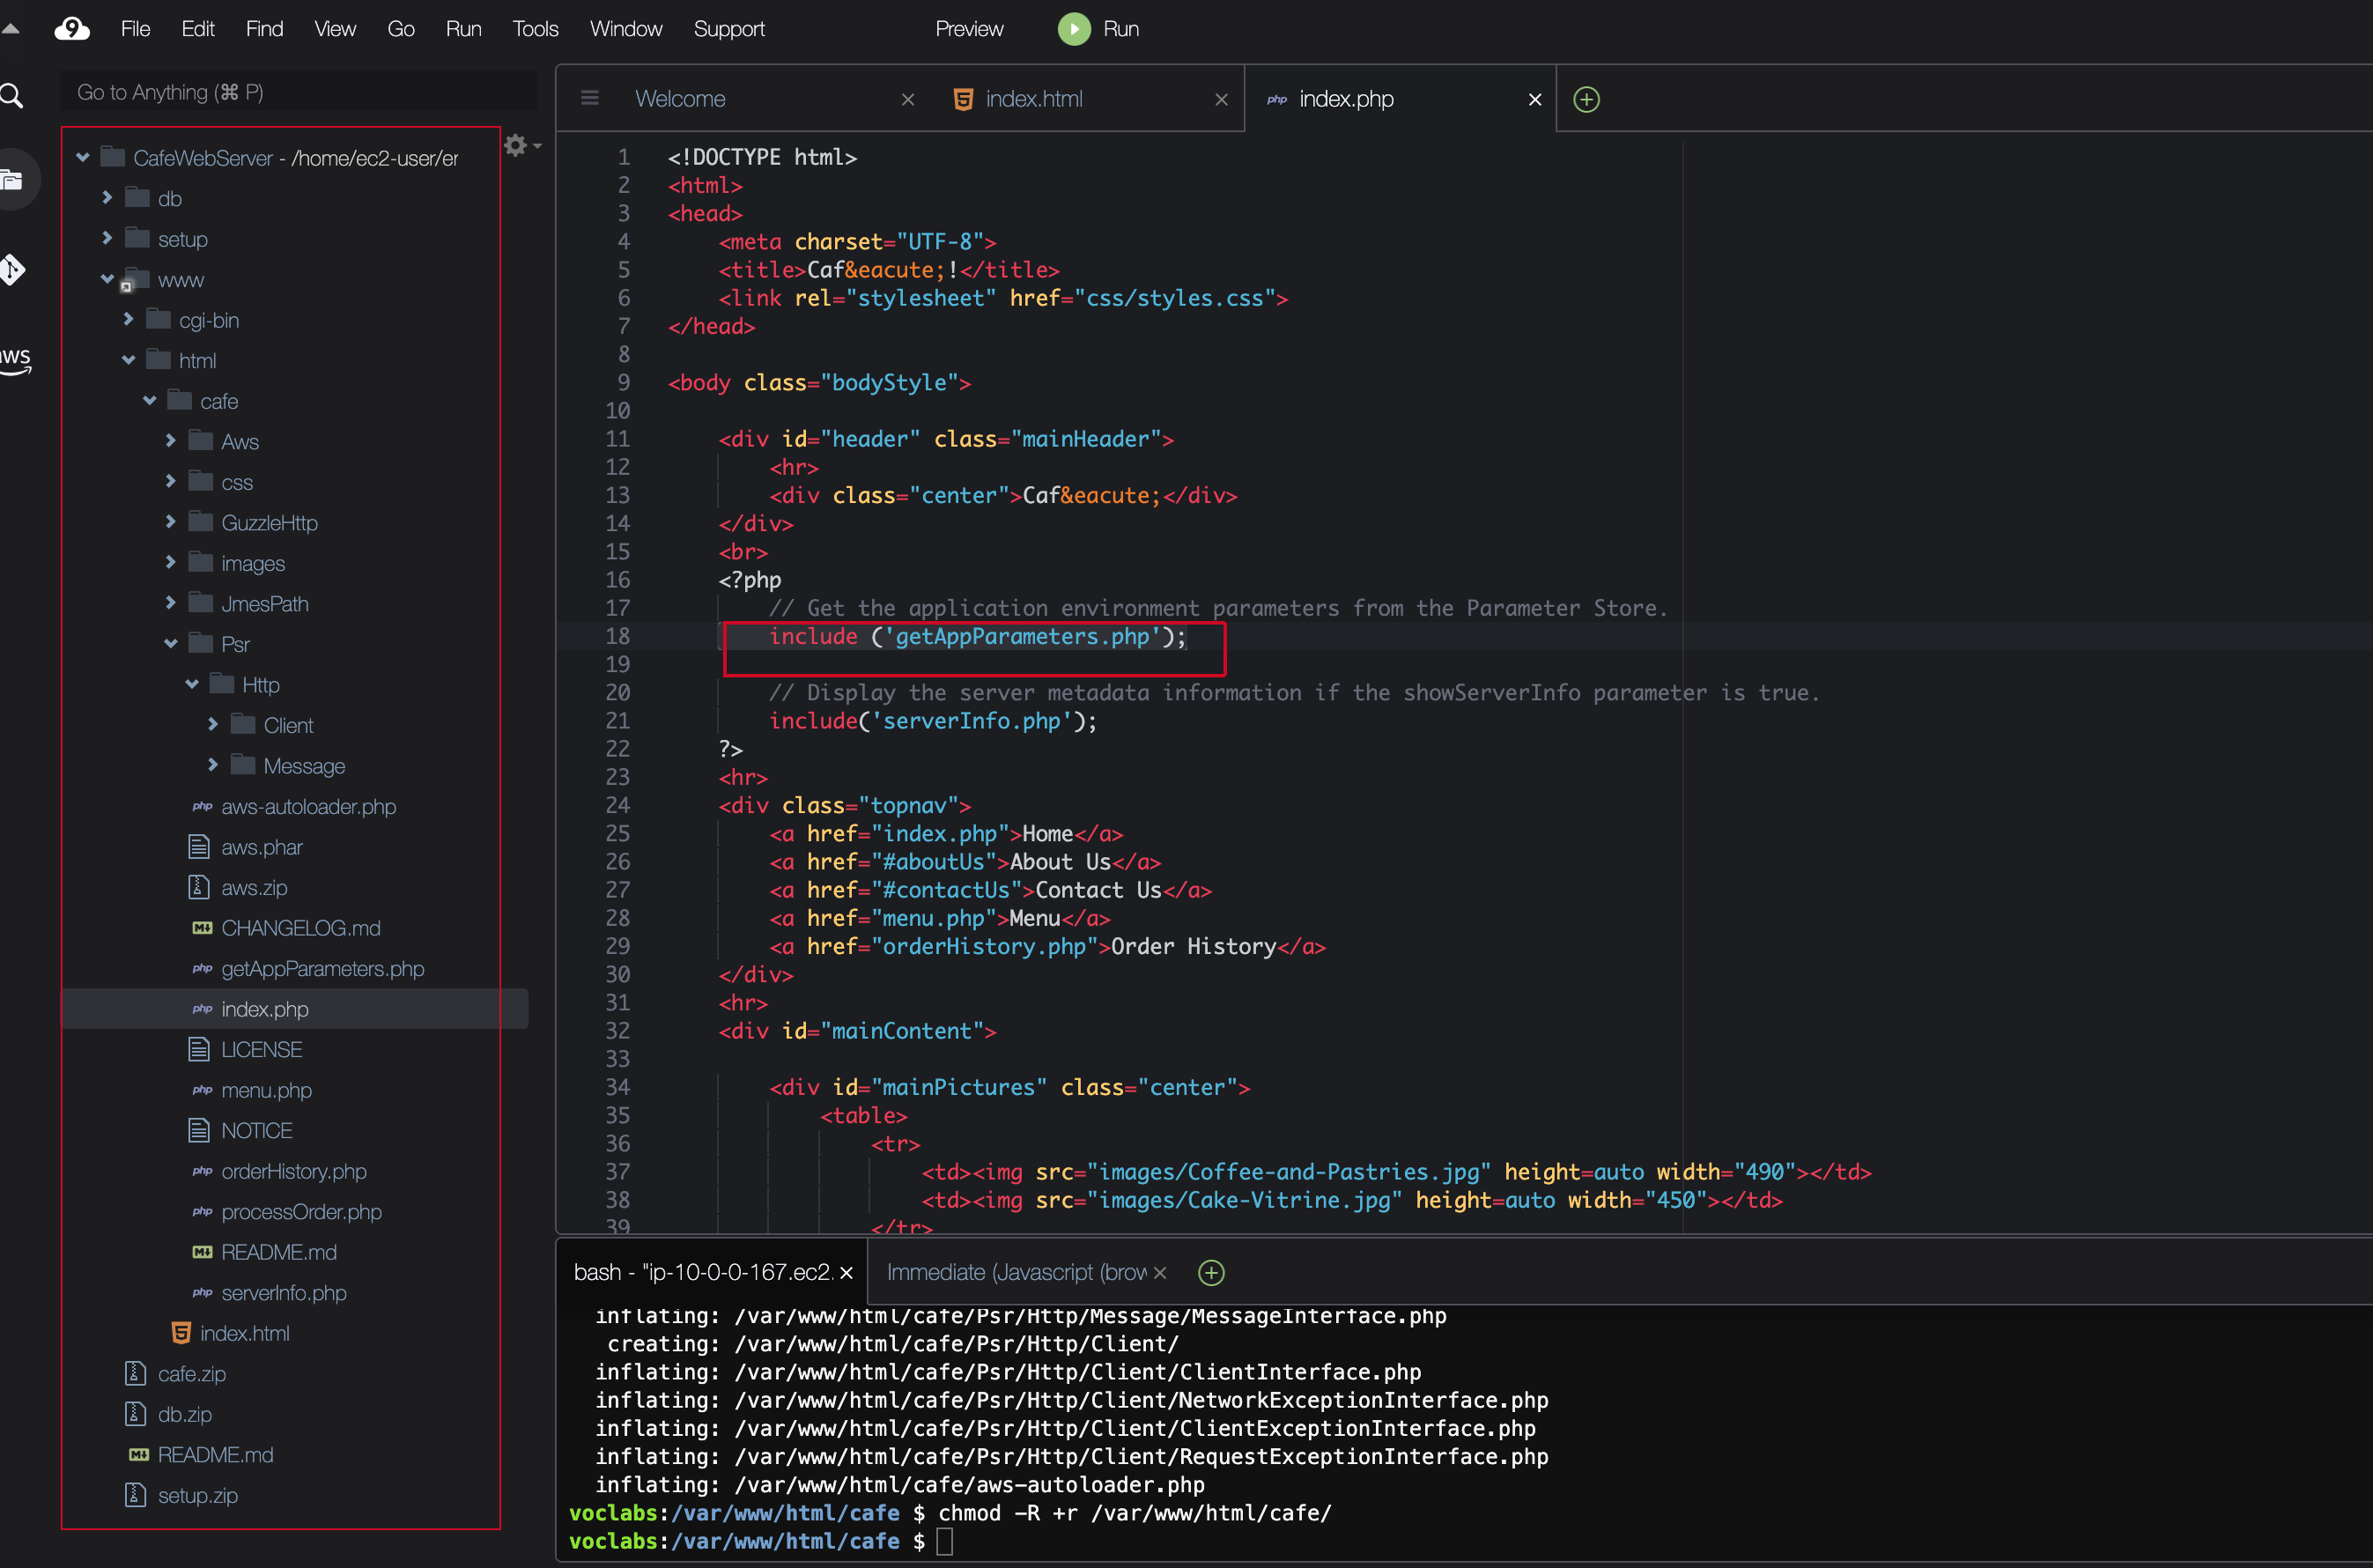 File Edit Find View Go Run Tools Window Support Preview Run
Go to Anything (⌘ P)
CafeWebServer - /home/ec2-user/er
db
setup
www
cgi-bin
html
cafe
Aws
css
GuzzleHttp
images
JmesPath
Psr
Http
Client
Message
aws-autoloader.php
aws.phar
aws.zip
CHANGELOG.md
getAppParameters.php
index.php
LICENSE
menu.php
NOTICE
orderHistory.php
processOrder.php
README.md
serverInfo.php
index.html
cafe.zip
db.zip
README.md
setup.zip
aws
Welcome index.html php index.php
1 <!DOCTYPE html>
2 <html>
3 <head>
4 <meta charset="UTF-8">
5 <title>Caf&eacute;!</title>
6 <link rel="stylesheet" href="css/styles.css">
7 </head>
8
9 <body class="bodyStyle">
10
11 <div id="header" class="mainHeader">
12 <hr>
13 <div class="center">Caf&eacute;</div>
14 </div>
15 <br>
16 <?php
17 // Get the application environment parameters from the Parameter Store.
18 include ('getAppParameters.php');
19
20 // Display the server metadata information if the showServerInfo parameter is true.
21 include('serverInfo.php');
22 ?>
23 <hr>
24 <div class="topnav">
25 <a href="index.php">Home</a>
26 <a href="#aboutUs">About Us</a>
27 <a href="#contactUs">Contact Us</a>
28 <a href="menu.php">Menu</a>
29 <a href="orderHistory.php">Order History</a>
30 </div>
31 <hr>
32 <div id="mainContent">
33
34 <div id="mainPictures" class="center">
35 <table>
36 <tr>
37 <td><img src="images/Coffee-and-Pastries.jpg" height=auto width="490"></td>
38 <td><img src="images/Cake-Vitrine.jpg" height=auto width="450"></td>
39 </tr>
bash - "ip-10-0-0-167.ec2. Immediate (Javascript (brow
inflating: /var/www/html/cafe/Psr/Http/Message/MessageInterface.php
creating: /var/www/html/cafe/Psr/Http/Client/
inflating: /var/www/html/cafe/Psr/Http/Client/ClientInterface.php
inflating: /var/www/html/cafe/Psr/Http/Client/NetworkExceptionInterface.php
inflating: /var/www/html/cafe/Psr/Http/Client/ClientExceptionInterface.php
inflating: /var/www/html/cafe/Psr/Http/Client/RequestExceptionInterface.php
inflating: /var/www/html/cafe/aws-autoloader.php
voclabs:/var/www/html/cafe $ chmod -R +r /var/www/html/cafe/
voclabs:/var/www/html/cafe $